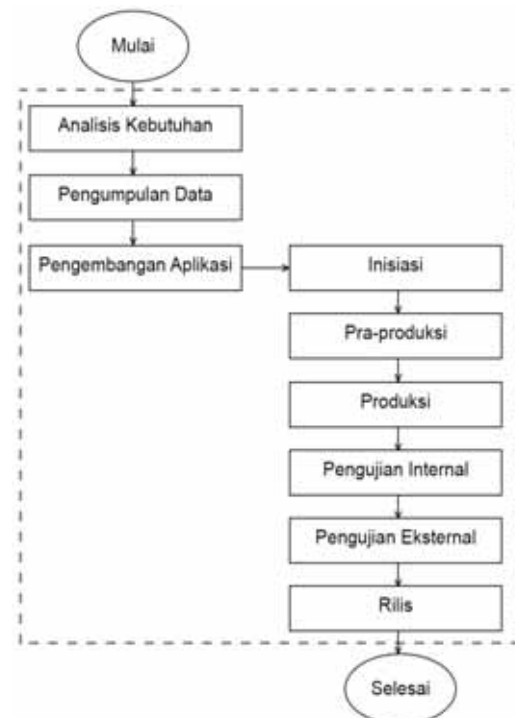 Mulai
Analisis Kebutuhan
Pengumpulan Data
Pengembangan Aplikasi
Inisiasi
Pra-produksi
Produksi
Pengujian Internal
Pengujian Eksternal
Rilis
Selesai